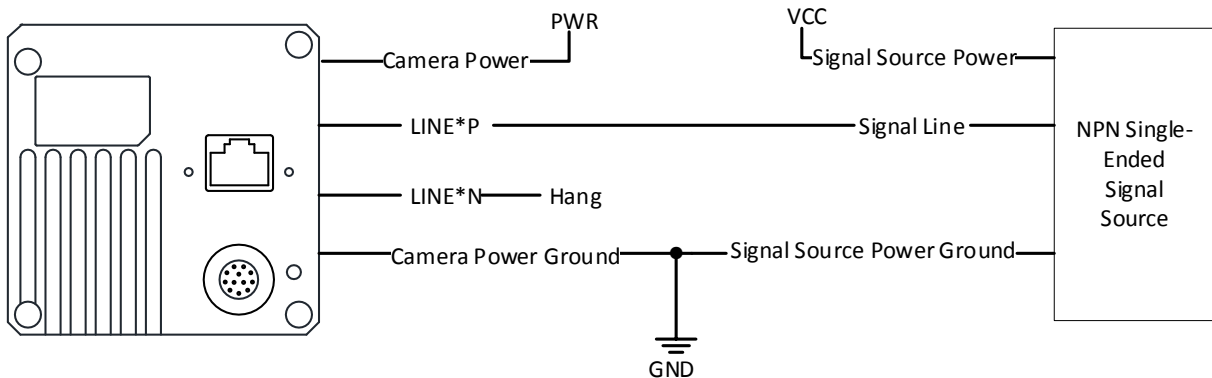 PWR
VCC
Camera Power
Signal Source Power
LINE*P
Signal Line
NPN Single-
Ended
Signal
Source
LINE*N
Hang
Camera Power Ground
Signal Source Power Ground
GND